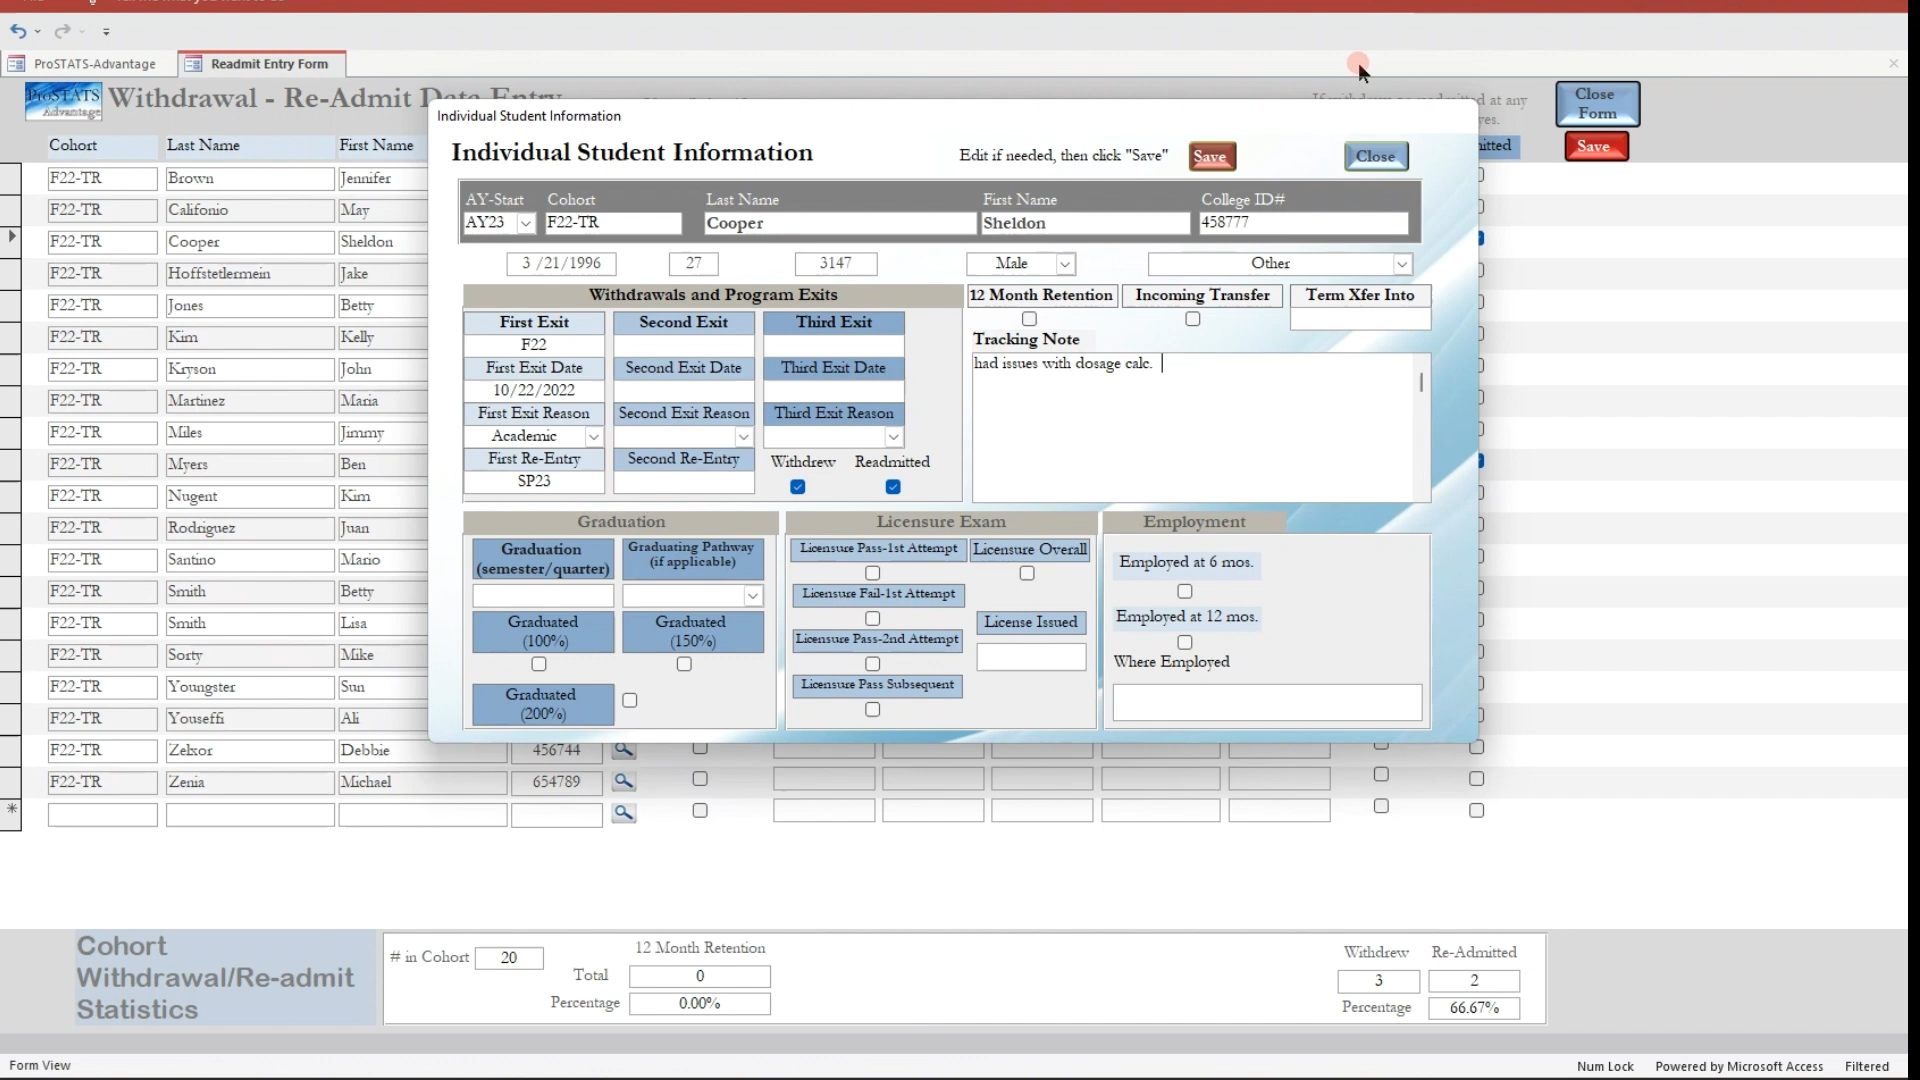 ProSTATS-Advantage
Readmit Entry Form
ProSTATS
Advantage
Withdrawal - Re-Admit Data Entry
at any
yes.
Close
Form
Save
Cohort Last Name First Name
F22-TR Brown Jennifer
F22-TR Califonio May
F22-TR Cooper Sheldon
F22-TR Hoffstetlermein Jake
F22-TR Jones Betty
F22-TR Kim Kelly
F22-TR Kryson John
F22-TR Martinez Maria
F22-TR Miles Jimmy
F22-TR Myers Ben
F22-TR Nugent Kim
F22-TR Rodriguez Juan
F22-TR Santino Mario
F22-TR Smith Betty
F22-TR Smith Lisa
F22-TR Sorty Mike
F22-TR Youngster Sun
F22-TR Youseffi Ali
F22-TR Zelxor Debbie 456744
F22-TR Zenia Michael 654789
Individual Student Information
Individual Student Information
Edit if needed, then click "Save"
Save
Close
AY-Start Cohort Last Name First Name College ID#
AY23 F22-TR Cooper Sheldon 458777
3 /21/1996 27 3147 Male Other
Withdrawals and Program Exits
12 Month Retention Incoming Transfer Term Xfer Into
First Exit Second Exit Third Exit
F22
First Exit Date Second Exit Date Third Exit Date
10/22/2022
First Exit Reason Second Exit Reason Third Exit Reason
Academic
First Re-Entry Second Re-Entry Withdrew Readmitted
SP23
Tracking Note
had issues with dosage calc.
Graduation Licensure Exam Employment
Graduation
(semester/quarter)
Graduating Pathway
(if applicable)
Graduated
(100%)
Graduated
(150%)
Graduated
(200%)
Licensure Pass-1st Attempt
Licensure Overall
Licensure Fail-1st Attempt
License Issued
Licensure Pass-2nd Attempt
Licensure Pass Subsequent
Employed at 6 mos.
Employed at 12 mos.
Where Employed
Cohort
Withdrawal/Re-admit
Statistics
# in Cohort 20
12 Month Retention
Total 0
Percentage 0.00%
Withdrew Re-Admitted
3 2
Percentage 66.67%
Form View
Num Lock Powered by Microsoft Access Filtered